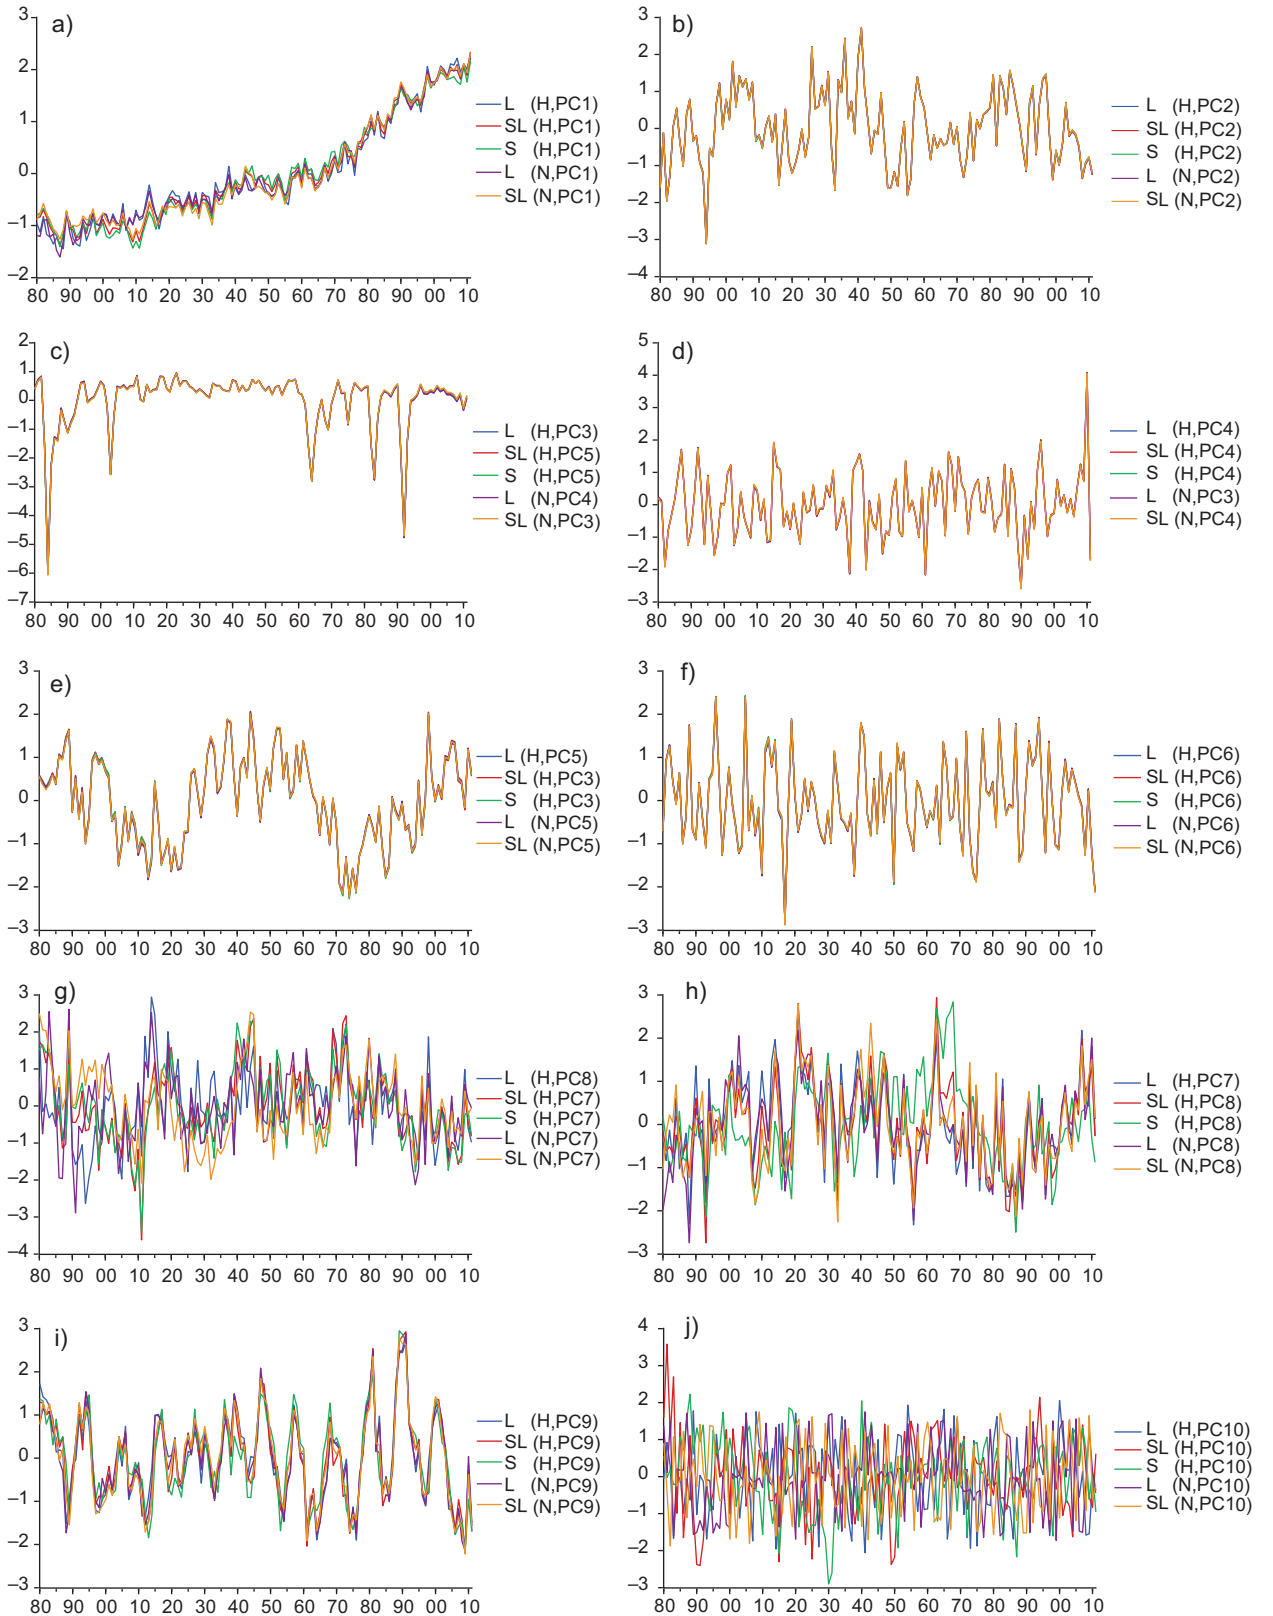 a)
3
2
1
0
–1
–2
80 90 00 10 20 30 40 50 60 70 80 90 00 10
L (H,PC1)
SL (H,PC1)
S (H,PC1)
L (N,PC1)
SL (N,PC1)
b)
3
2
1
0
–1
–2
–3
–4
80 90 00 10 20 30 40 50 60 70 80 90 00 10
L (H,PC2)
SL (H,PC2)
S (H,PC2)
L (N,PC2)
SL (N,PC2)
c)
2
1
0
–1
–2
–3
–4
–5
–6
–7
80 90 00 10 20 30 40 50 60 70 80 90 00 10
L (H,PC3)
SL (H,PC5)
S (H,PC5)
L (N,PC4)
SL (N,PC3)
d)
5
4
3
2
1
0
–1
–2
–3
80 90 00 10 20 30 40 50 60 70 80 90 00 10
L (H,PC4)
SL (H,PC4)
S (H,PC4)
L (N,PC3)
SL (N,PC4)
e)
3
2
1
0
–1
–2
–3
80 90 00 10 20 30 40 50 60 70 80 90 00 10
L (H,PC5)
SL (H,PC3)
S (H,PC3)
L (N,PC5)
SL (N,PC5)
f)
3
2
1
0
–1
–2
–3
80 90 00 10 20 30 40 50 60 70 80 90 00 10
L (H,PC6)
SL (H,PC6)
S (H,PC6)
L (N,PC6)
SL (N,PC6)
g)
3
2
1
0
–1
–2
–4
80 90 00 10 20 30 40 50 60 70 80 90 00 10
L (H,PC8)
SL (H,PC7)
S (H,PC7)
L (N,PC7)
SL (N,PC7)
h)
3
2
1
0
–1
–2
–3
80 90 00 10 20 30 40 50 60 70 80 90 00 10
L (H,PC7)
SL (H,PC8)
S (H,PC8)
L (N,PC8)
SL (N,PC8)
i)
3
2
1
0
–1
–2
–3
80 90 00 10 20 30 40 50 60 70 80 90 00 10
L (H,PC9)
SL (H,PC9)
S (H,PC9)
L (N,PC9)
SL (N,PC9)
j)
4
3
2
1
0
–1
–2
–3
80 90 00 10 20 30 40 50 60 70 80 90 00 10
L (H,PC10)
SL (H,PC10)
S (H,PC10)
L (N,PC10)
SL (N,PC10)